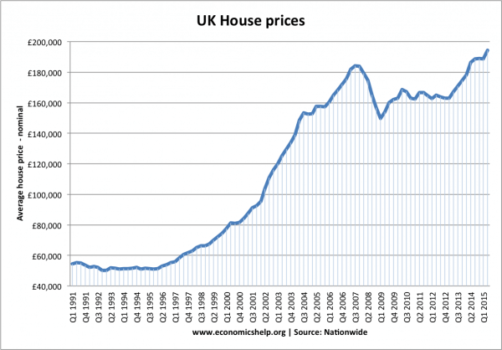 UK House prices
Average house price - nominal
£200,000
£180,000
£160,000
£140,000
£120,000
£100,000
£80,000
£60,000
£40,000
Q1 1991
Q4 1991
Q3 1992
Q2 1993
Q1 1994
Q4 1994
Q3 1995
Q2 1996
Q1 1997
Q4 1997
Q3 1998
Q2 1999
Q1 2000
Q4 2000
Q3 2001
Q2 2002
Q1 2003
Q4 2003
Q3 2004
Q2 2005
Q1 2006
Q4 2006
Q3 2007
Q2 2008
Q1 2009
Q4 2009
Q3 2010
Q2 2011
Q1 2012
Q4 2012
Q3 2013
Q2 2014
Q1 2015
www.economicshelp.org | Source: Nationwide